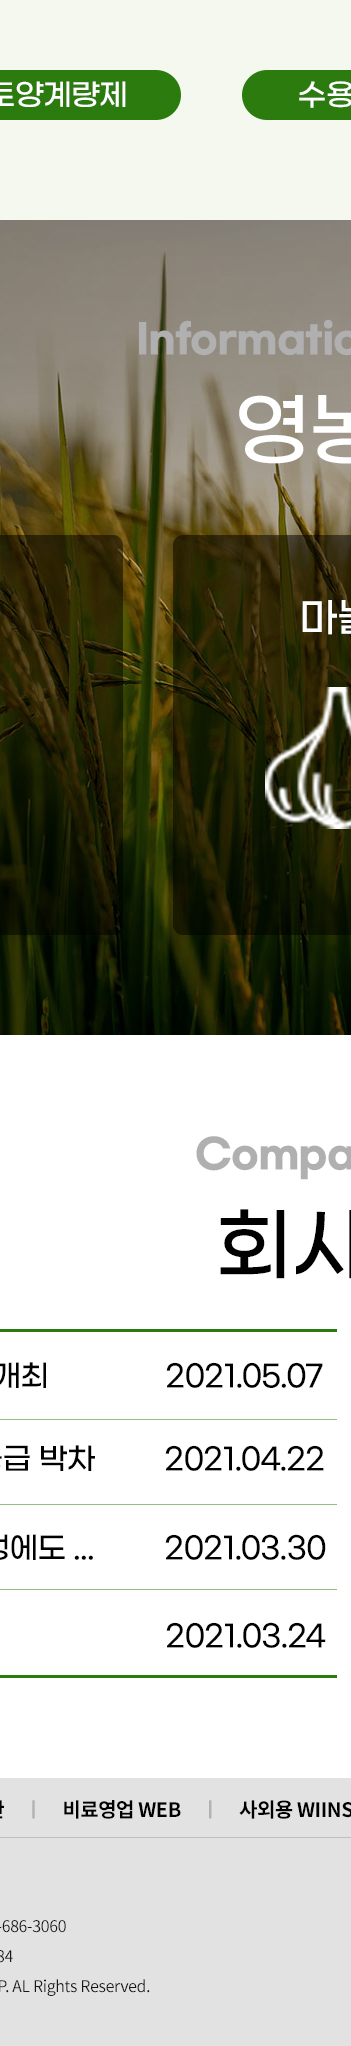 토양계량제 수용
Informatio
영농
마늘
Compa
회사
개최 2021.05.07
급 박차 2021.04.22
에도 ... 2021.03.30
2021.03.24
| 비료영업 WEB | 사외용 WIINS
-686-3060
84
P. AL Rights Reserved.